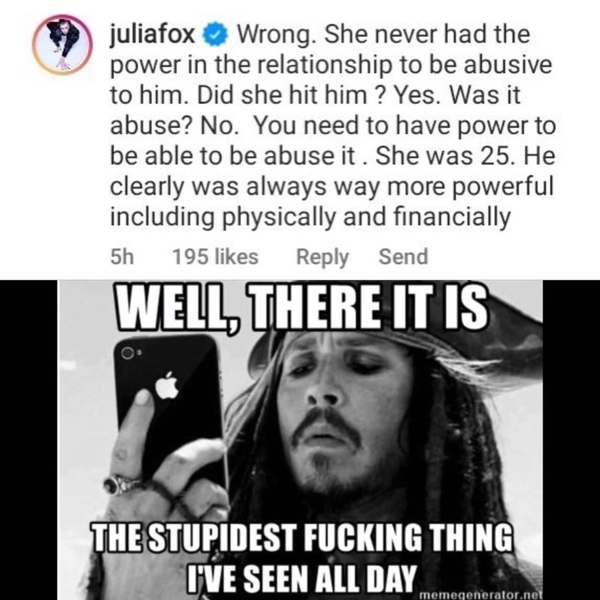 juliafox Wrong. She never had the
power in the relationship to be abusive
to him. Did she hit him ? Yes. Was it
abuse? No.  You need to have power to
be able to be abuse it . She was 25. He
clearly was always way more powerful
including physically and financially
5h 195 likes Reply Send
WELL, THERE IT IS
THE STUPIDEST FUCKING THING
I'VE SEEN ALL DAY
memegenerator.net